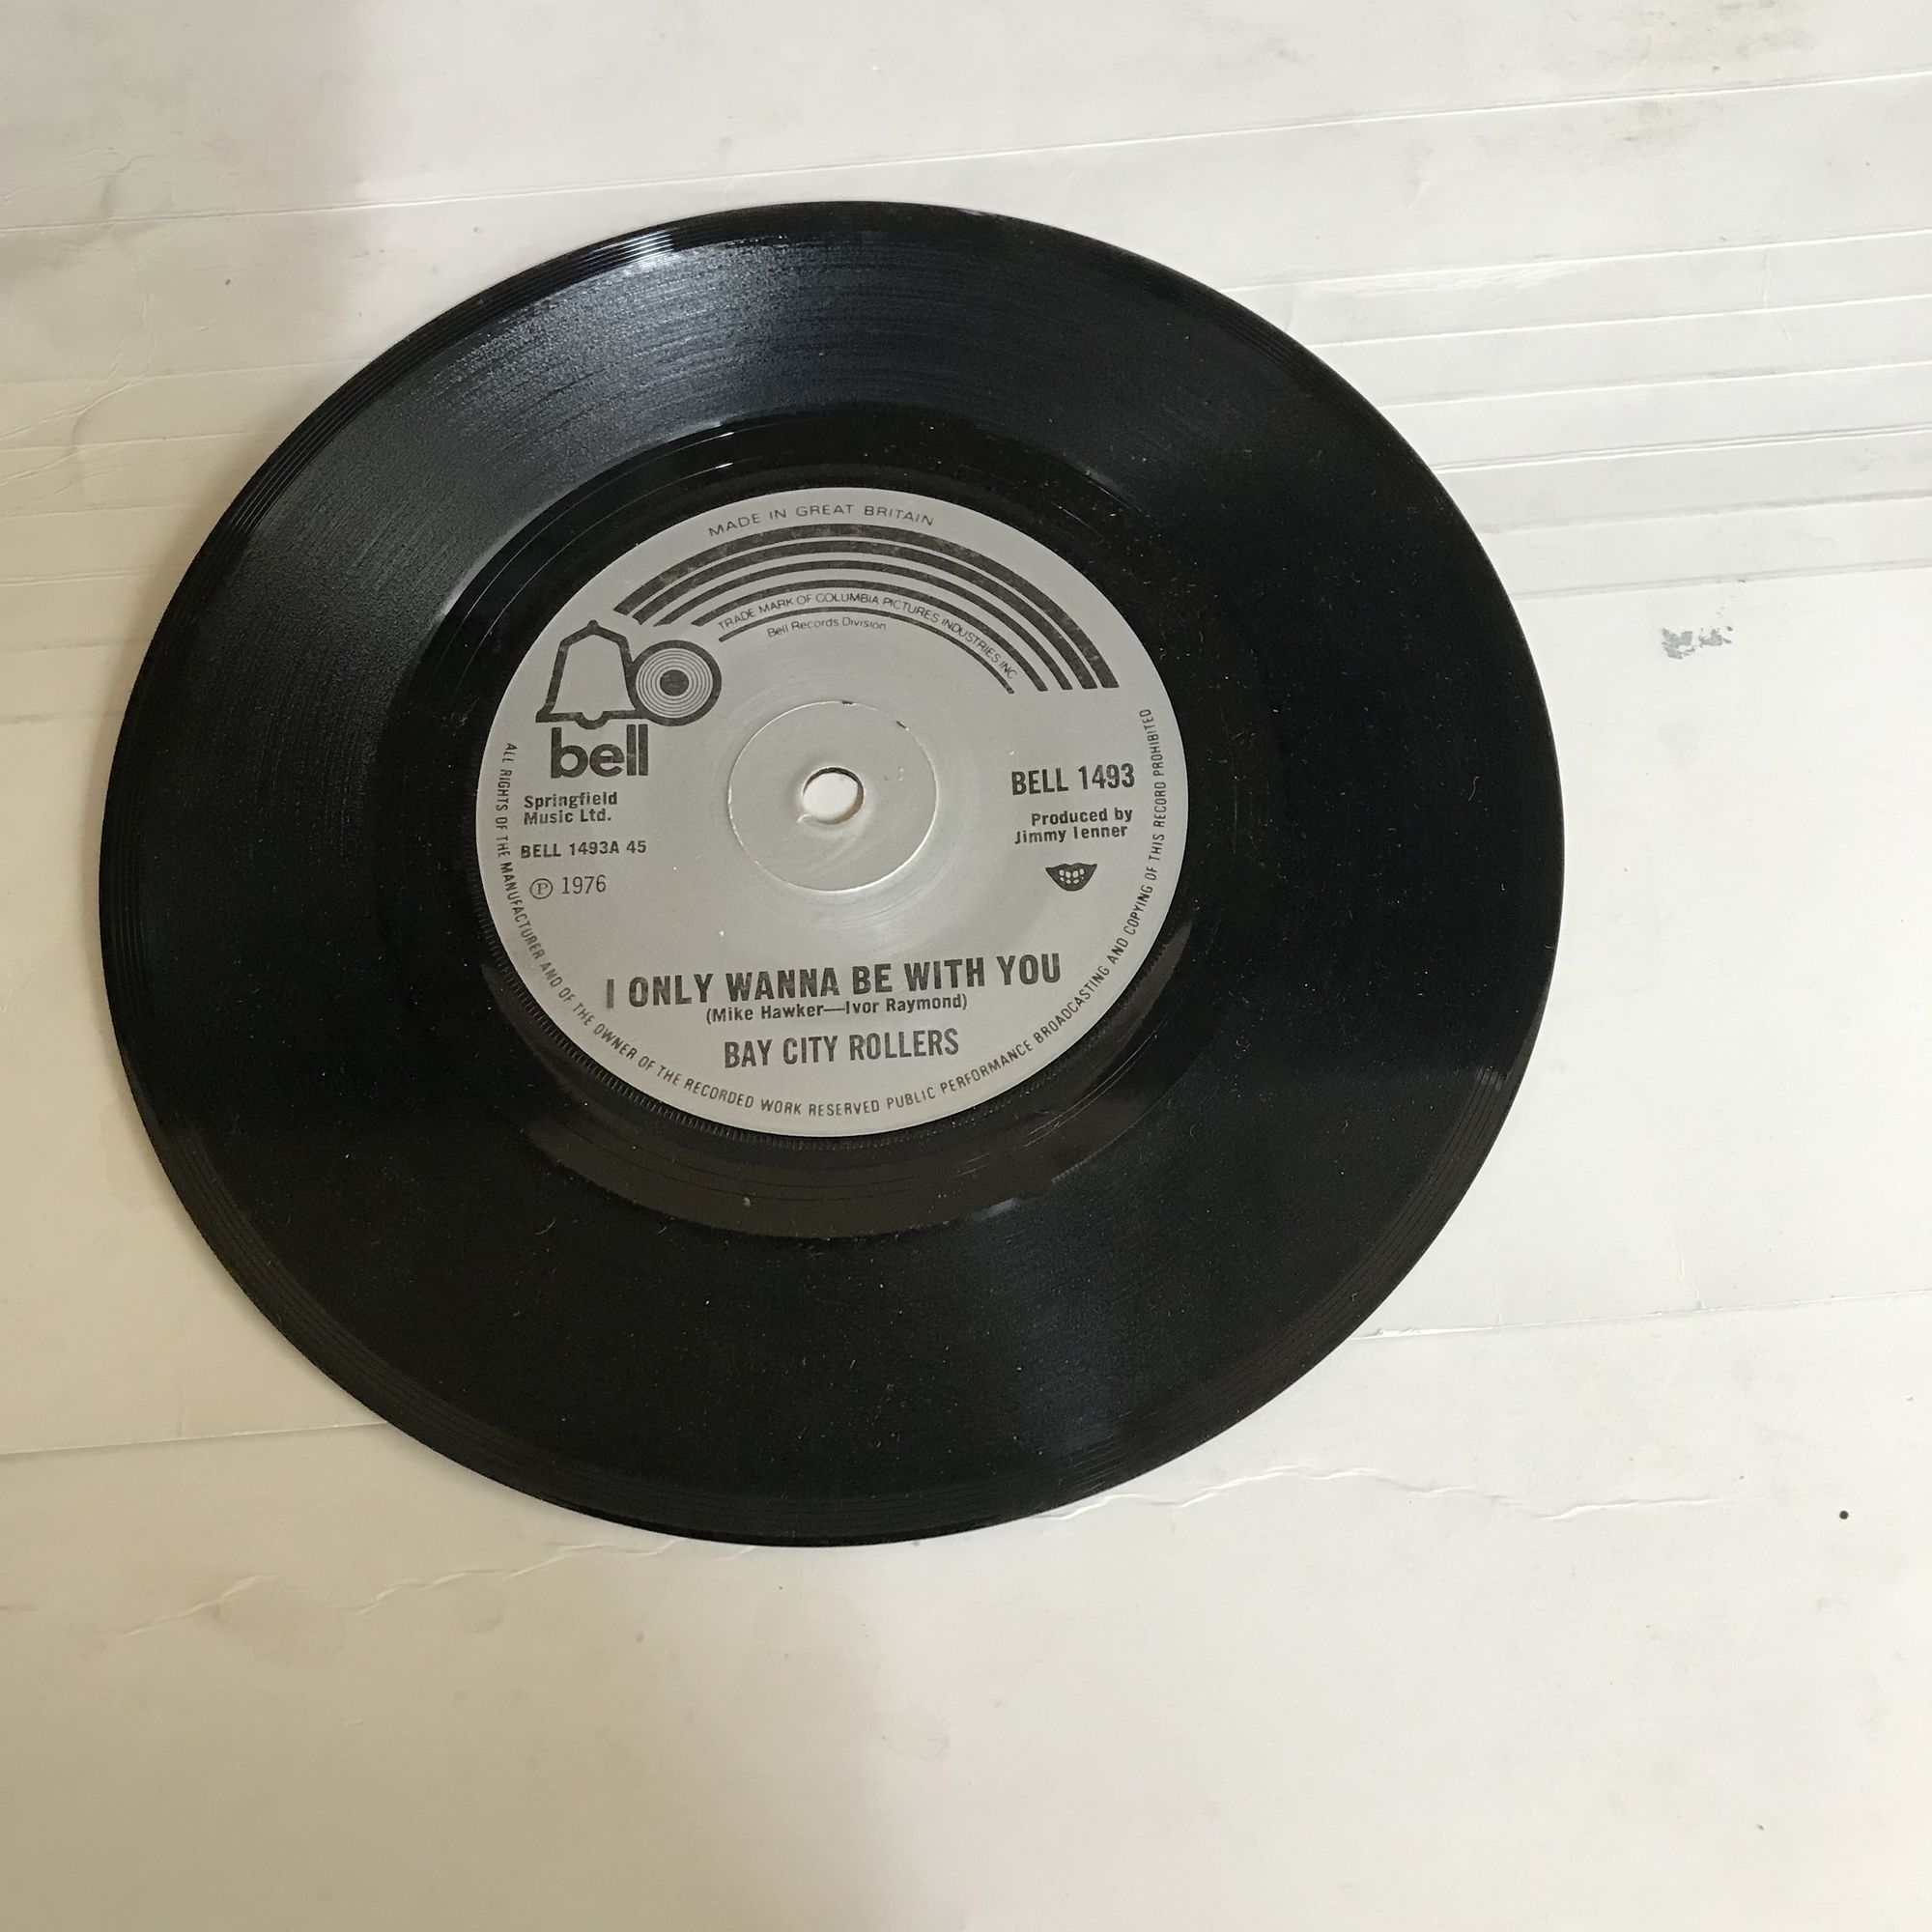 MADE IN GREAT BRITAIN
TRADE MARK OF COLUMBIA PICTURES INDUSTRIES INC
Bell Records Division
bell
Springfield
Music Ltd.
BELL 1493A 45
Ⓟ 1976
BELL 1493
Produced by
Jimmy Ienner
I ONLY WANNA BE WITH YOU
(Mike Hawker—Ivor Raymond)
BAY CITY ROLLERS
ALL RIGHTS OF THE MANUFACTURER AND OF THE OWNER OF THE RECORDED WORK RESERVED PUBLIC PERFORMANCE BROADCASTING AND COPYING OF THIS RECORD PROHIBITED